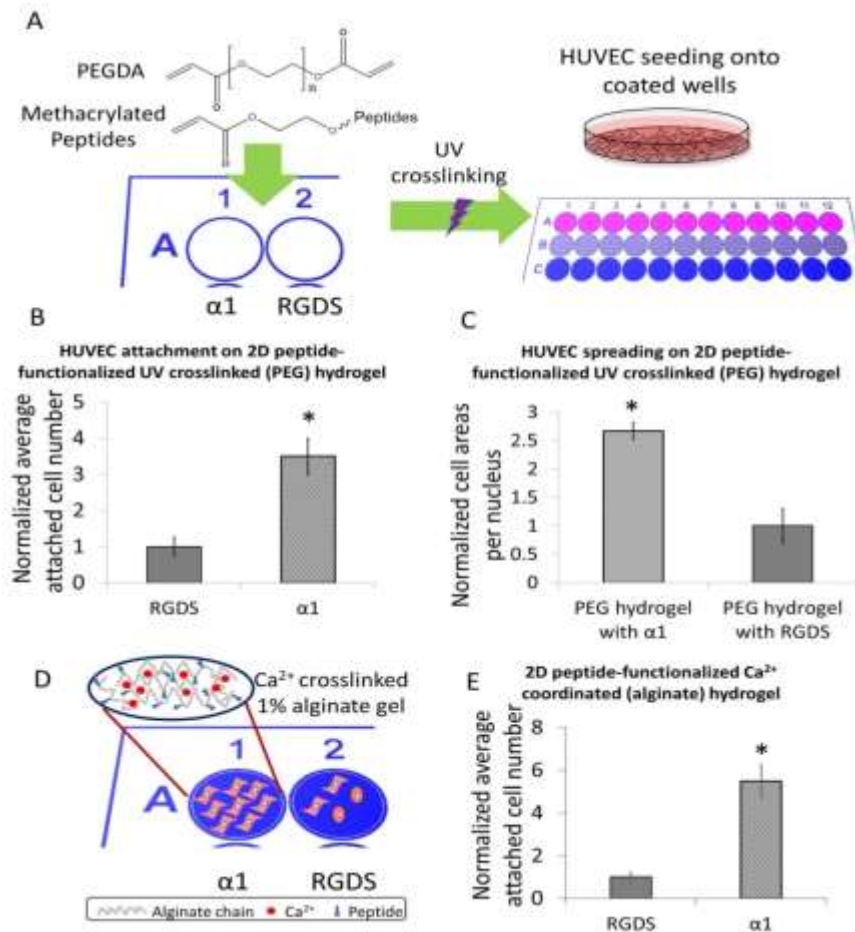 A
PEGDA
O
O
n
O
O
Methacrylated
Peptides
O
O
Peptides
O
1
2
A
α1
RGDS
UV
crosslinking
HUVEC seeding onto
coated wells
1 2 3 4 5 6 7 8 9 10 11 12
A
B
C
B
HUVEC attachment on 2D peptide-
functionalized UV crosslinked (PEG) hydrogel
Normalized average
attached cell number
5
4
3
2
1
0
*
RGDS
α1
C
HUVEC spreading on 2D peptide-
functionalized UV crosslinked (PEG) hydrogel
Normalized cell areas
per nucleus
3
2.5
2
1.5
1
0.5
0
*
PEG hydrogel
with α1
PEG hydrogel
with RGDS
D
Ca²⁺ crosslinked
1% alginate gel
1
2
A
α1
RGDS
Alginate chain
Ca²⁺
Peptide
E
2D peptide-functionalized Ca²⁺
coordinated (alginate) hydrogel
Normalized average
attached cell number
8
6
4
2
0
*
RGDS
α1